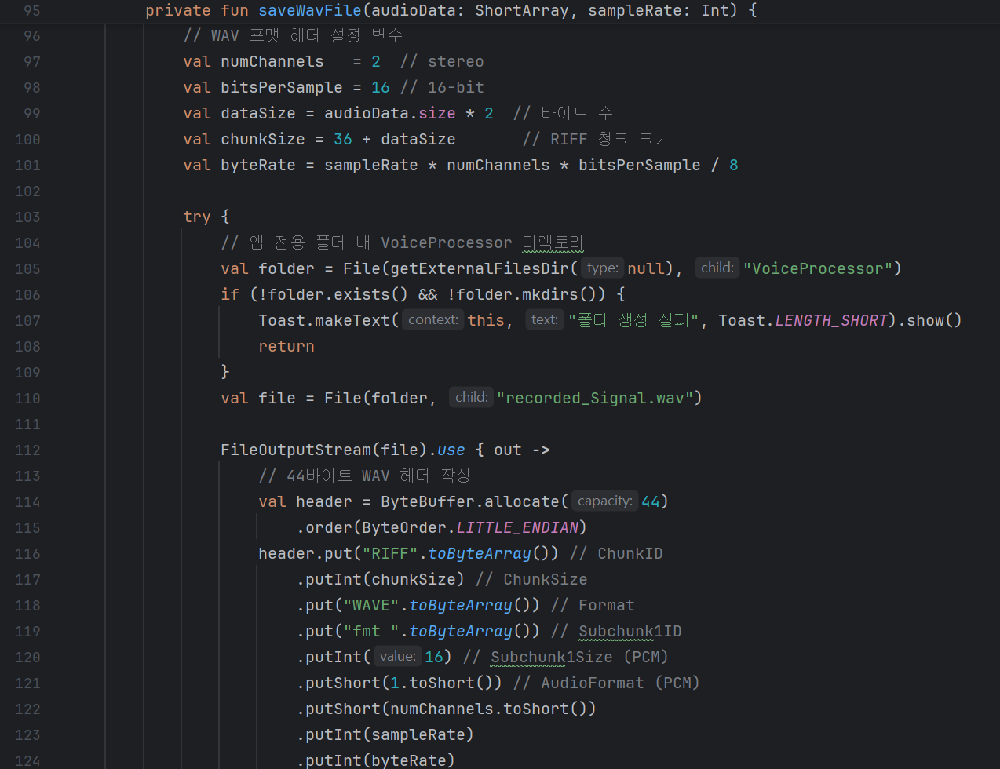 95 private fun saveWavFile(audioData: ShortArray, sampleRate: Int) {
96 // WAV 포맷 헤더 설정 변수
97 val numChannels   = 2  // stereo
98 val bitsPerSample = 16 // 16-bit
99 val dataSize = audioData.size * 2  // 바이트 수
100 val chunkSize = 36 + dataSize       // RIFF 청크 크기
101 val byteRate = sampleRate * numChannels * bitsPerSample / 8
102
103 try {
104 // 앱 전용 폴더 내 VoiceProcessor 디렉토리
105 val folder = File(getExternalFilesDir( type: null), child: "VoiceProcessor")
106 if (!folder.exists() && !folder.mkdirs()) {
107 Toast.makeText( context: this, text: "폴더 생성 실패", Toast.LENGTH_SHORT).show()
108 return
109 }
110 val file = File(folder, child: "recorded_Signal.wav")
111
112 FileOutputStream(file).use { out ->
113 // 44바이트 WAV 헤더 작성
114 val header = ByteBuffer.allocate( capacity: 44)
115 .order(ByteOrder.LITTLE_ENDIAN)
116 header.put("RIFF".toByteArray()) // ChunkID
117 .putInt(chunkSize) // ChunkSize
118 .put("WAVE".toByteArray()) // Format
119 .put("fmt ".toByteArray()) // Subchunk1ID
120 .putInt( value: 16) // Subchunk1Size (PCM)
121 .putShort(1.toShort()) // AudioFormat (PCM)
122 .putShort(numChannels.toShort())
123 .putInt(sampleRate)
124 .putInt(byteRate)